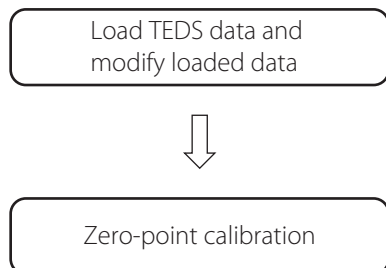 Load TEDS data and
modify loaded data
Zero-point calibration